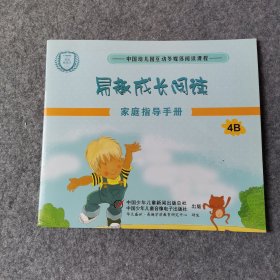 中国幼儿园互动多媒体阅读课程
易趣成长阅读
家庭指导手册
4B
中国少年儿童新闻出版总社
中国少年儿童音像电子出版社
出版